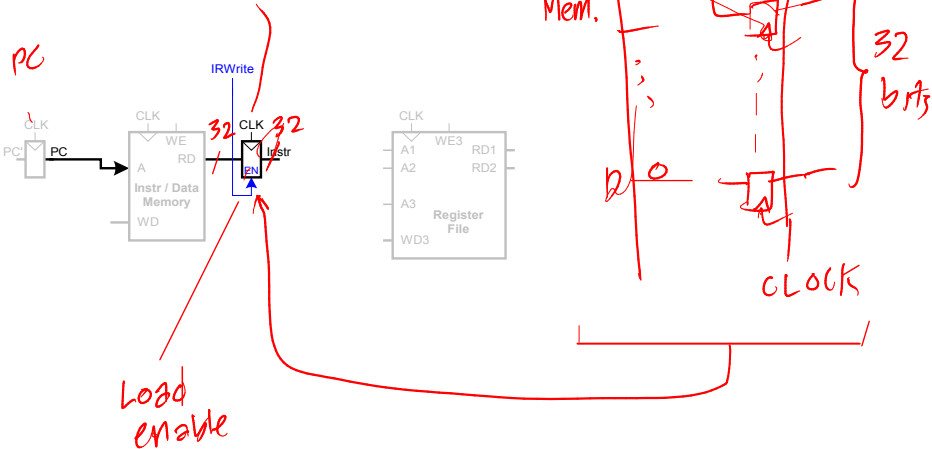 Mem.
PC
32
bits
IRWrite
CLK
CLK
32
CLK
32
CLK
PC'
PC
WE
RD
A
Instr / Data
Memory
WD
EN
Instr
WE3
A1
RD1
A2
RD2
A3
Register
File
WD3
D
0
CLOCK
Load
enable